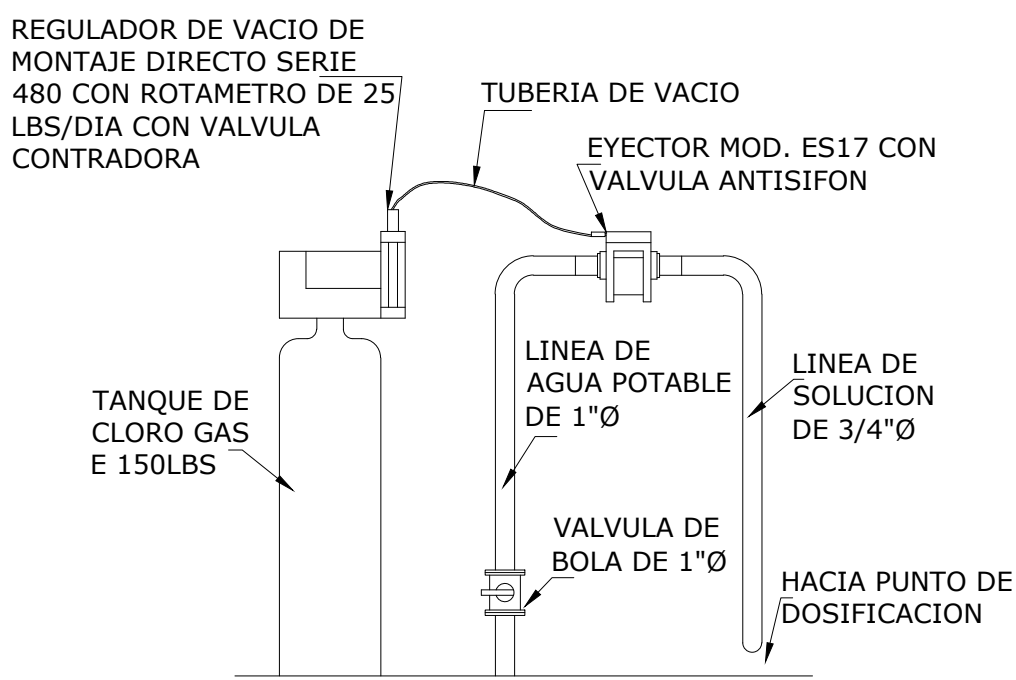 REGULADOR DE VACIO DE
MONTAJE DIRECTO SERIE
480 CON ROTAMETRO DE 25
LBS/DIA CON VALVULA
CONTRADORA
TUBERIA DE VACIO
EYECTOR MOD. ES17 CON
VALVULA ANTISIFON
LINEA DE
AGUA POTABLE
DE 1"Ø
LINEA DE
SOLUCION
DE 3/4"Ø
TANQUE DE
CLORO GAS
E 150LBS
VALVULA DE
BOLA DE 1"Ø
HACIA PUNTO DE
DOSIFICACION